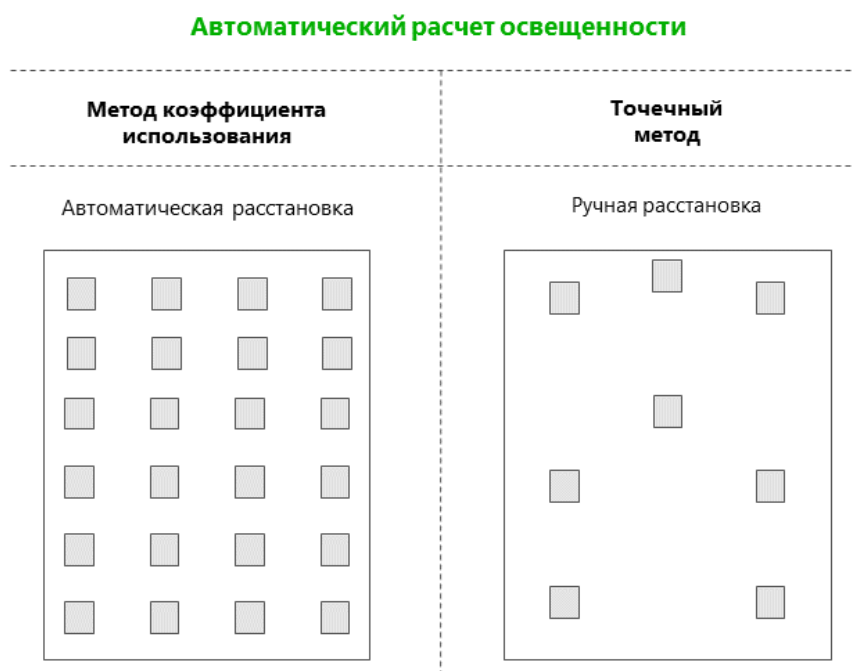 Автоматический расчет освещенности
Метод коэффициента
использования
Точечный
метод
Автоматическая расстановка
Ручная расстановка